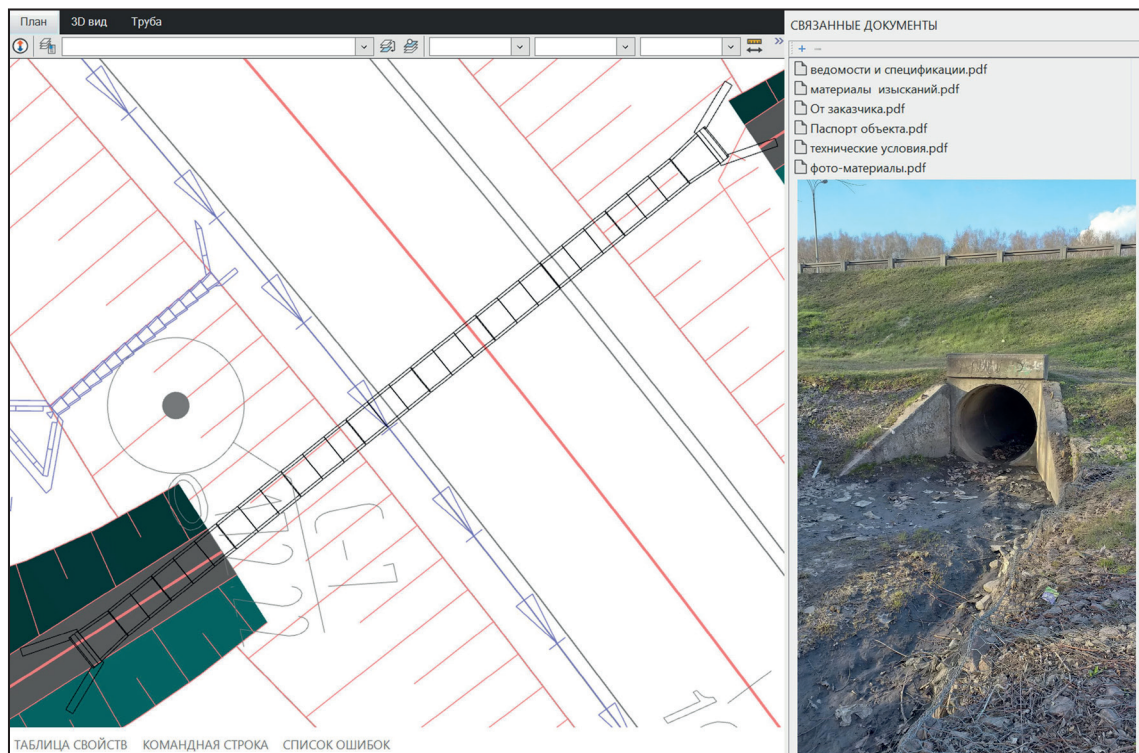 План 3D вид Труба
СВЯЗАННЫЕ ДОКУМЕНТЫ
ведомости и спецификации.pdf
материалы изысканий.pdf
От заказчика.pdf
Паспорт объекта.pdf
технические условия.pdf
фото-материалы.pdf
ТАБЛИЦА СВОЙСТВ КОМАНДНАЯ СТРОКА СПИСОК ОШИБОК